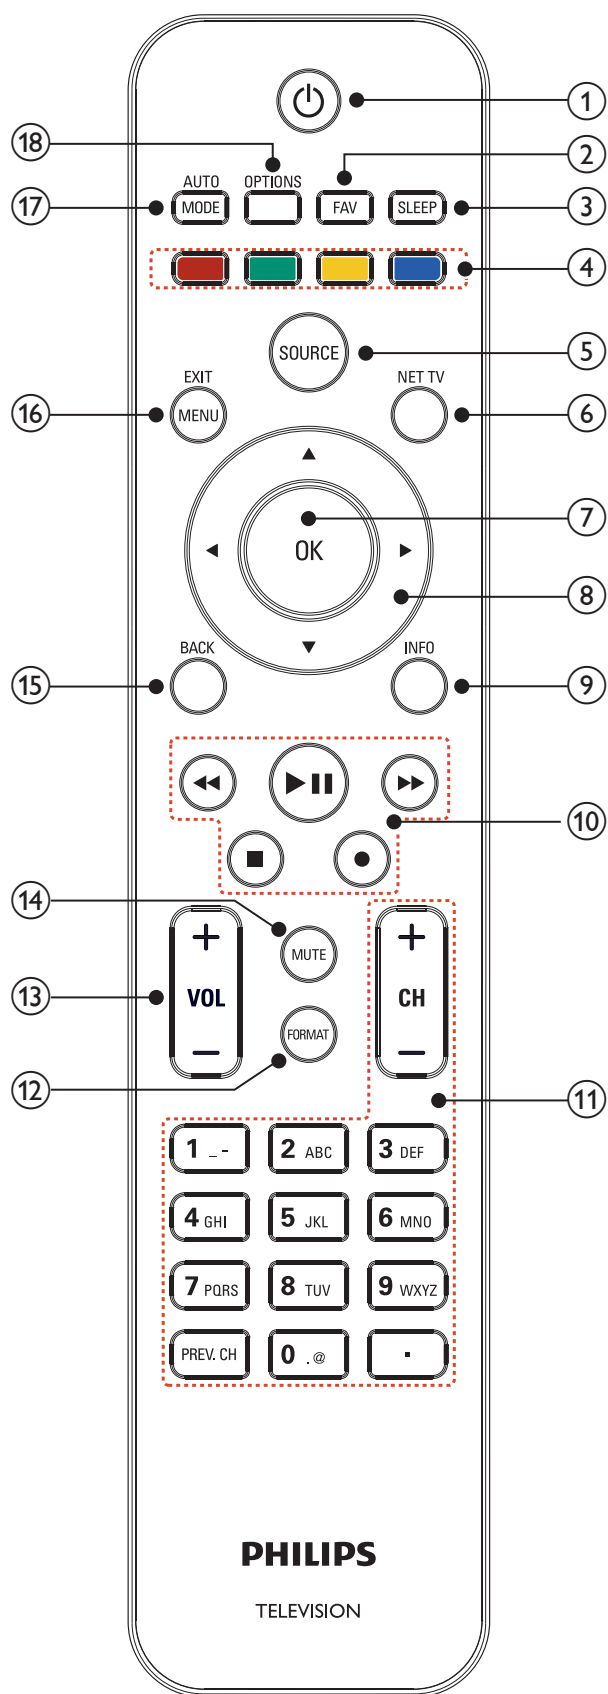 1
18
2
AUTO OPTIONS
17 MODE FAV SLEEP 3
4
SOURCE 5
EXIT NET TV
16 MENU 6
7
OK
8
BACK INFO
15 9
10
14
+ MUTE +
13 VOL CH
FORMAT
− −
12 11
1 _ - 2 ABC 3 DEF
4 GHI 5 JKL 6 MNO
7 PQRS 8 TUV 9 WXYZ
PREV. CH 0 .@ .
PHILIPS
TELEVISION